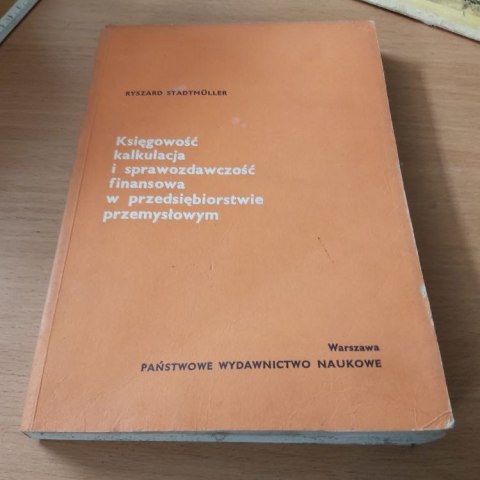 RYSZARD STADTMÜLLER
Księgowość
kalkulacja
i sprawozdawczość
finansowa
w przedsiębiorstwie
przemysłowym
Warszawa
PAŃSTWOWE WYDAWNICTWO NAUKOWE